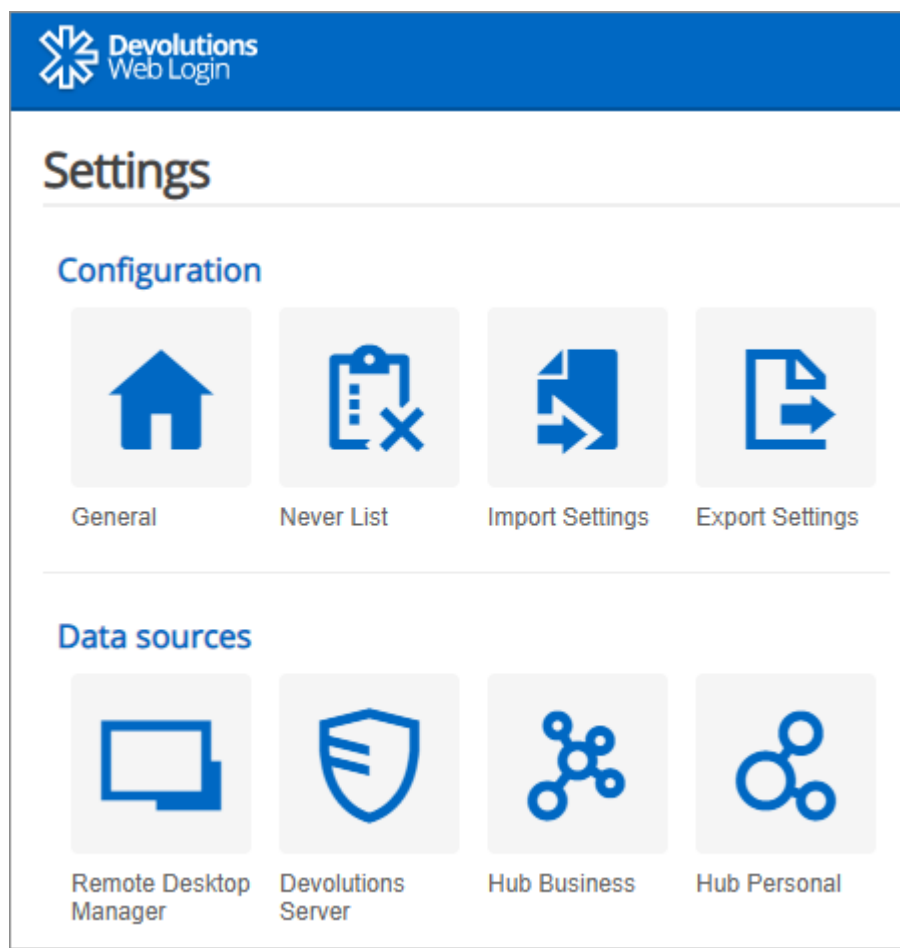 Devolutions
Web Login
Settings
Configuration
General
Never List
Import Settings
Export Settings
Data sources
Remote Desktop
Manager
Devolutions
Server
Hub Business
Hub Personal